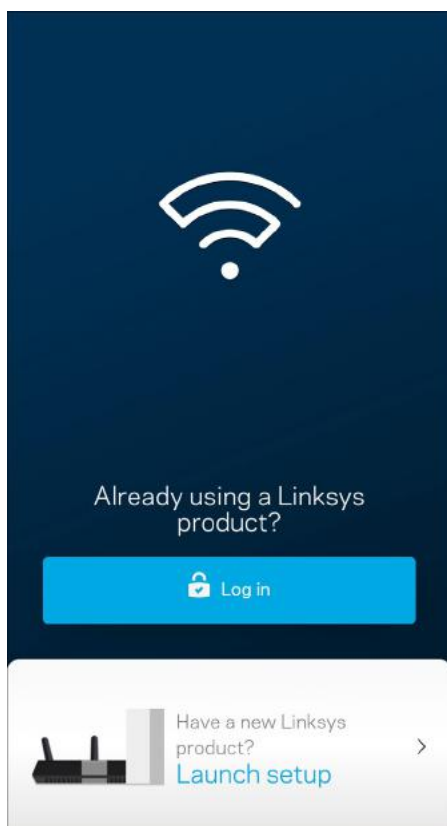 Already using a Linksys
product?
Log in
Have a new Linksys
product?
Launch setup